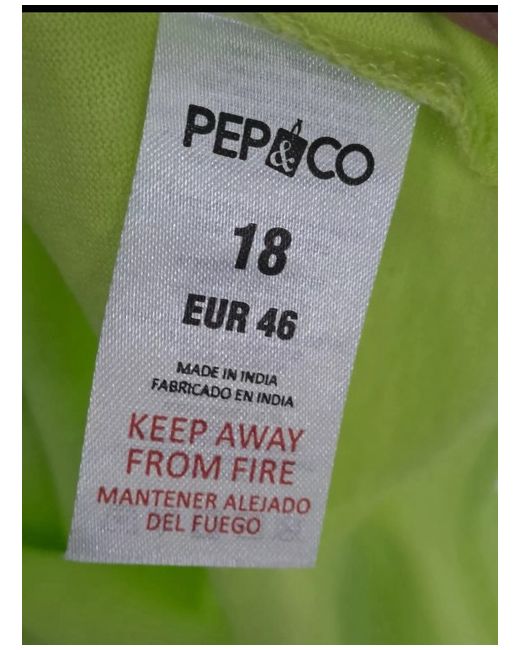 PEP&CO
18
EUR 46
MADE IN INDIA
FABRICADO EN INDIA
KEEP AWAY
FROM FIRE
MANTENER ALEJADO
DEL FUEGO